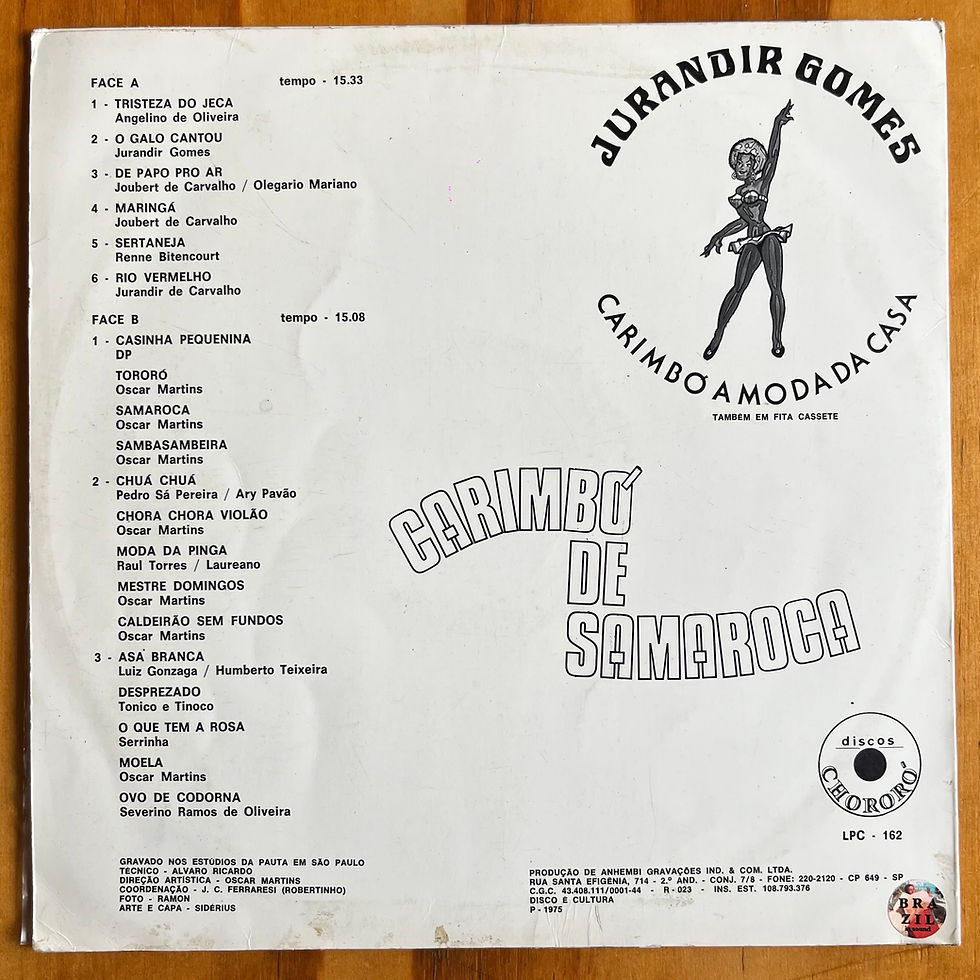 FACE A tempo - 15.33
1 - TRISTEZA DO JECA
Angelino de Oliveira
2 - O GALO CANTOU
Jurandir Gomes
3 - DE PAPO PRO AR
Joubert de Carvalho / Olegario Mariano
4 - MARINGÁ
Joubert de Carvalho
5 - SERTANEJA
Renne Bitencourt
6 - RIO VERMELHO
Jurandir de Carvalho
FACE B tempo - 15.08
1 - CASINHA PEQUENINA
DP
TORORÓ
Oscar Martins
SAMAROCA
Oscar Martins
SAMBASAMBEIRA
Oscar Martins
2 - CHUÁ CHUÁ
Pedro Sá Pereira / Ary Pavão
CHORA CHORA VIOLÃO
Oscar Martins
MODA DA PINGA
Raul Torres / Laureano
MESTRE DOMINGOS
Oscar Martins
CALDEIRÃO SEM FUNDOS
Oscar Martins
3 - ASA BRANCA
Luiz Gonzaga / Humberto Teixeira
DESPREZADO
Tonico e Tinoco
O QUE TEM A ROSA
Serrinha
MOELA
Oscar Martins
OVO DE CODORNA
Severino Ramos de Oliveira
GRAVADO NOS ESTÚDIOS DA PAUTA EM SÃO PAULO
TÉCNICO - ALVARO RICARDO
DIREÇÃO ARTÍSTICA - OSCAR MARTINS
COORDENAÇÃO - J. C. FERRARESI (ROBERTINHO)
FOTO - RAMON
ARTE E CAPA - SIDÉRIUS
JURANDIR GOMES
CARIMBÓ A MODA DA CASA
TAMBÉM EM FITA CASSETE
CARIMBÓ
DE
SAMAROCA
discos
CHORORÓ
LPC - 162
PRODUÇÃO DE ANHEMBI GRAVAÇÕES IND. & COM. LTDA.
RUA SANTA EFIGÊNIA, 714 - 2.º AND. - CONJ. 7/8 - FONE: 220-2120 - CP 649 - SP
C.G.C. 43.408.111/0001-44 - R - 023 - INS. EST. 108.793.376
DISCO É CULTURA
P - 1975
BRA
ZIL
in sound